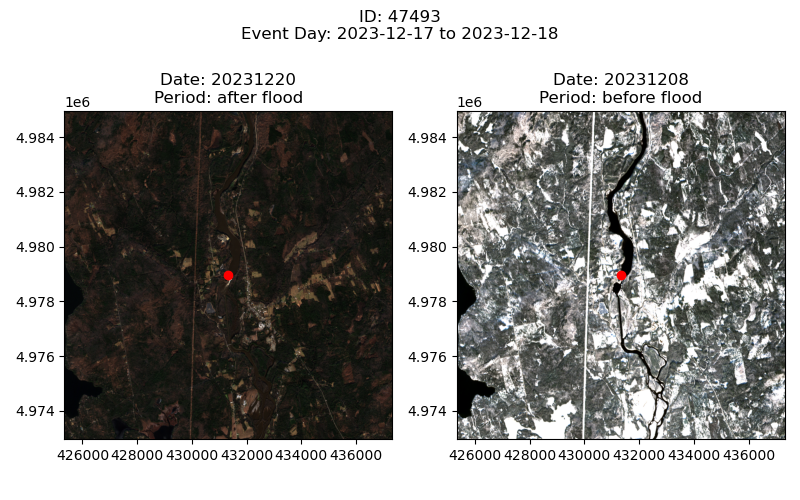 ID: 47493
Event Day: 2023-12-17 to 2023-12-18
Date: 20231220
Period: after flood
1e6
4.984
4.982
4.980
4.978
4.976
4.974
426000 428000 430000 432000 434000 436000
Date: 20231208
Period: before flood
1e6
4.984
4.982
4.980
4.978
4.976
4.974
426000 428000 430000 432000 434000 436000